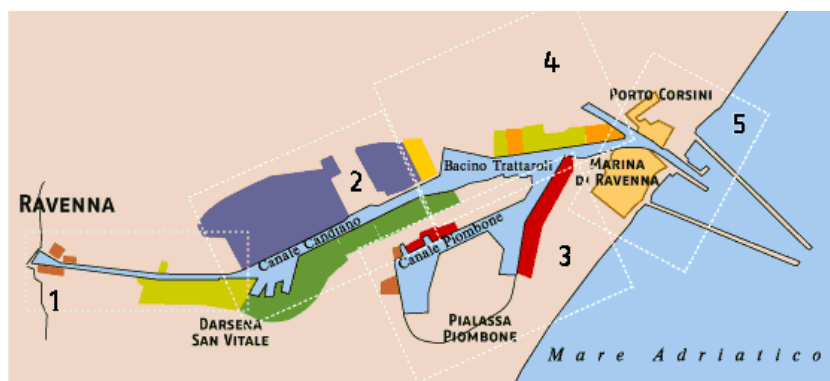 4
PORTO CORSINI
5
Bacino Trattaroli
MARINA
DI RAVENNA
2
RAVENNA
Canale Candiano
Canale Piombone
3
1
DARSENA
SAN VITALE
PIALASSA
PIOMBONE
Mare Adriatico